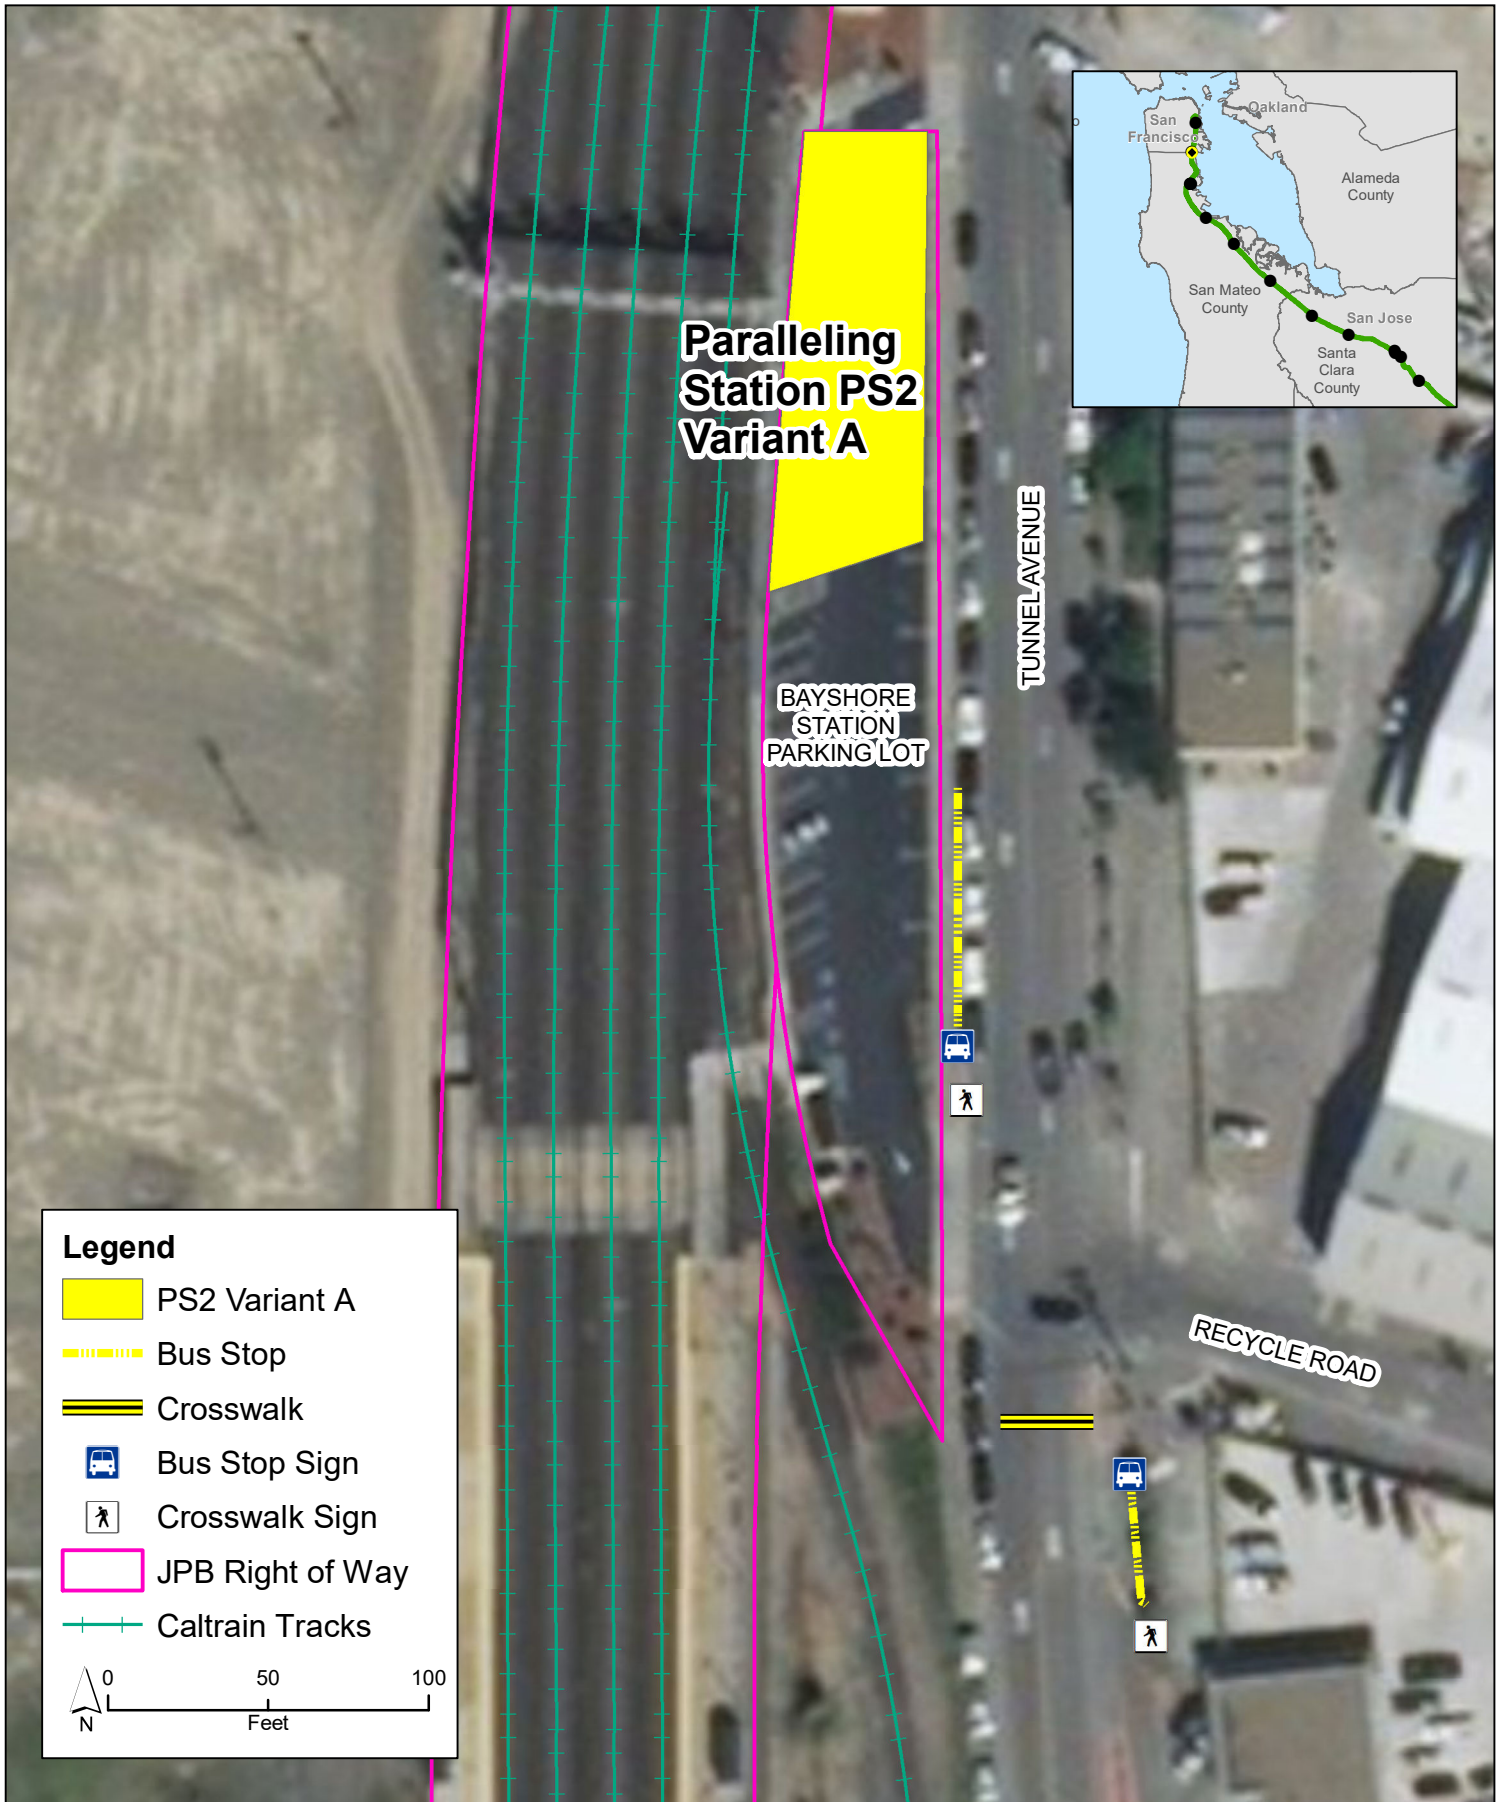 Oakland
San
Francisco
Alameda
County
San Mateo
County
San Jose
Santa
Clara
County
Paralleling
Station PS2
Variant A
TUNNEL AVENUE
BAYSHORE
STATION
PARKING LOT
RECYCLE ROAD
Legend
PS2 Variant A
Bus Stop
Crosswalk
Bus Stop Sign
Crosswalk Sign
JPB Right of Way
Caltrain Tracks
0 50 100
Feet
N